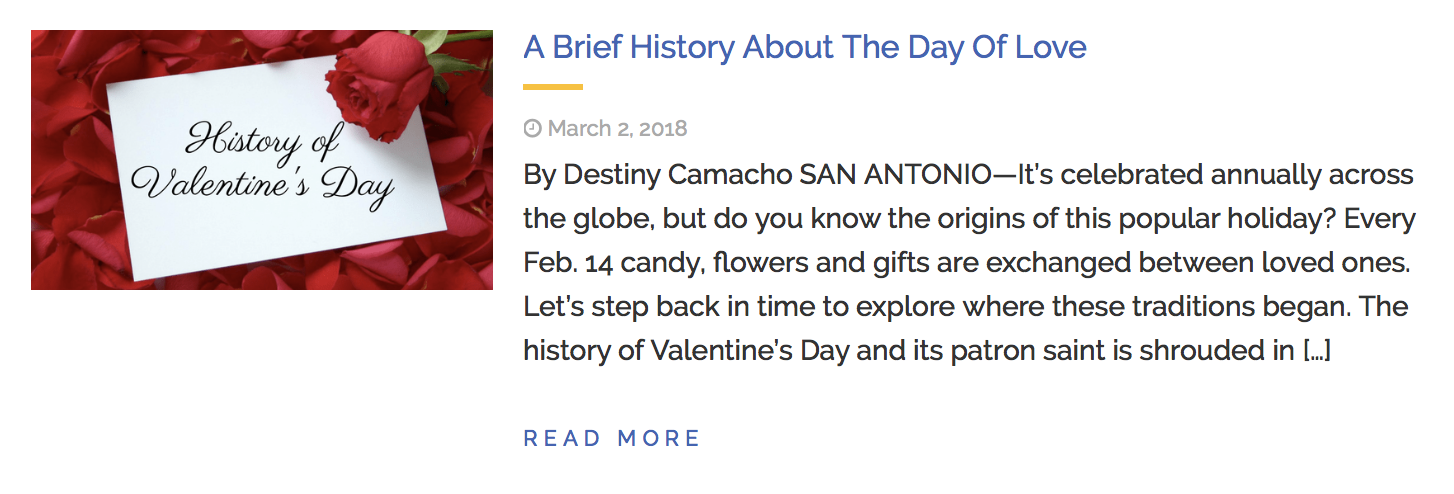 History of
Valentine's Day
A Brief History About The Day Of Love
March 2, 2018
By Destiny Camacho SAN ANTONIO—It’s celebrated annually across
the globe, but do you know the origins of this popular holiday? Every
Feb. 14 candy, flowers and gifts are exchanged between loved ones.
Let’s step back in time to explore where these traditions began. The
history of Valentine’s Day and its patron saint is shrouded in […]
READ MORE